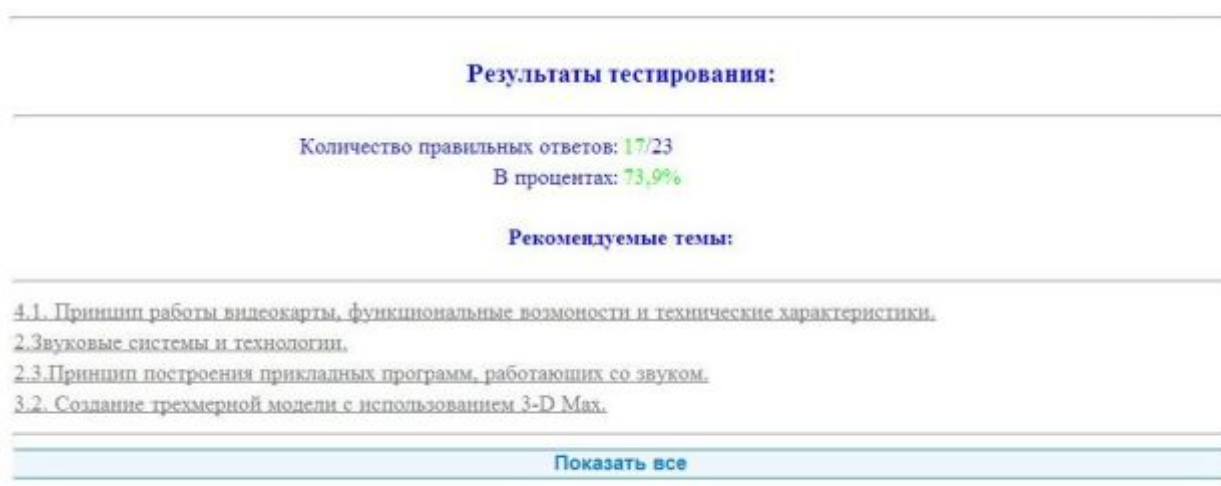 Результаты тестирования:
Количество правильных ответов: 17/23
В процентах: 73,9%
Рекомендуемые темы:
4.1. Принцип работы видеокарты, функциональные возмоности и технические характеристики.
2.Звуковые системы и технологии.
2.3.Принцип построения прикладных программ, работающих со звуком.
3.2. Создание трехмерной модели с использованием 3-D Max.
Показать все